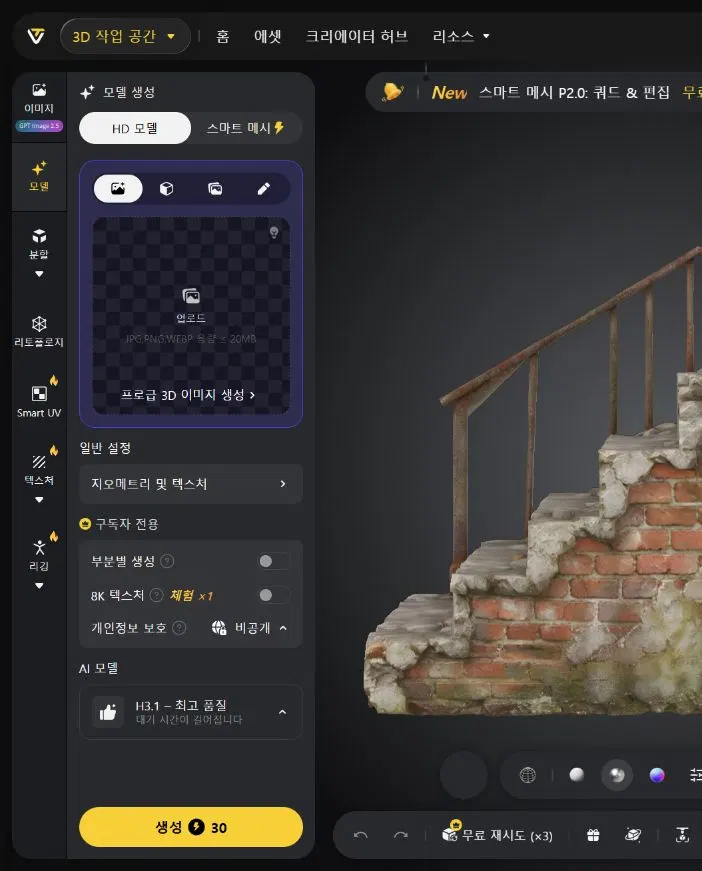 3D 작업 공간
홈
에셋
크리에이터 허브
리소스
New 스마트 메시 P2.0: 쿼드 & 편집 무료
이미지
GPT Image 2.5
모델
분할
리토폴로지
Smart UV
텍스처
리깅
모델 생성
HD 모델
스마트 메시
업로드
JPG,PNG,WEBP 용량 ≤ 20MB
프로급 3D 이미지 생성
일반 설정
지오메트리 및 텍스처
구독자 전용
부분별 생성
8K 텍스처 체험 ×1
개인정보 보호 비공개
AI 모델
H3.1 – 최고 품질
대기 시간이 길어집니다
생성 30
무료 재시도 (×3)